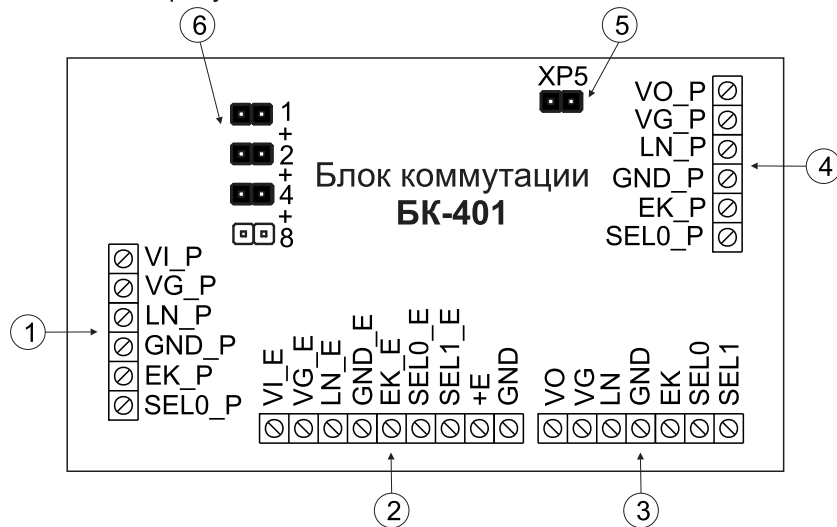 6
5
XP5
1
+
2
+
4
+
8
Блок коммутации
БК-401
VO_P
VG_P
LN_P
GND_P
EK_P
SEL0_P
4
VI_P
VG_P
LN_P
GND_P
EK_P
SEL0_P
1
VI_E
VG_E
LN_E
GND_E
EK_E
SEL0_E
SEL1_E
+E
GND
VO
VG
LN
GND
EK
SEL0
SEL1
2
3